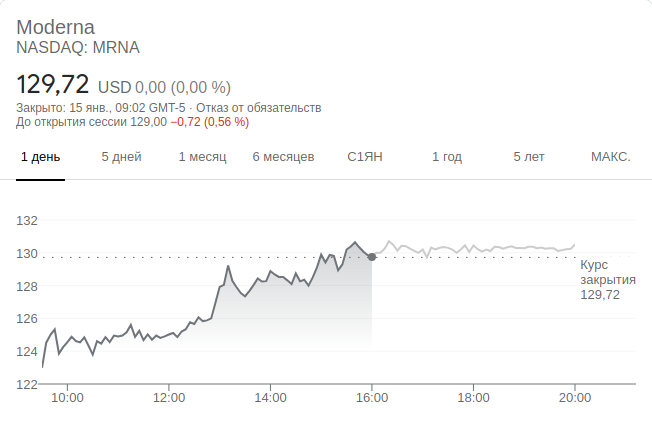 Moderna
NASDAQ: MRNA
129,72 USD 0,00 (0,00 %)
Закрыто: 15 янв., 09:02 GMT-5 · Отказ от обязательств
До открытия сессии 129,00 −0,72 (0,56 %)
1 день 5 дней 1 месяц 6 месяцев С1ЯН 1 год 5 лет МАКС.
132
130
128
126
124
122
Курс
закрытия
129,72
10:00 12:00 14:00 16:00 18:00 20:00